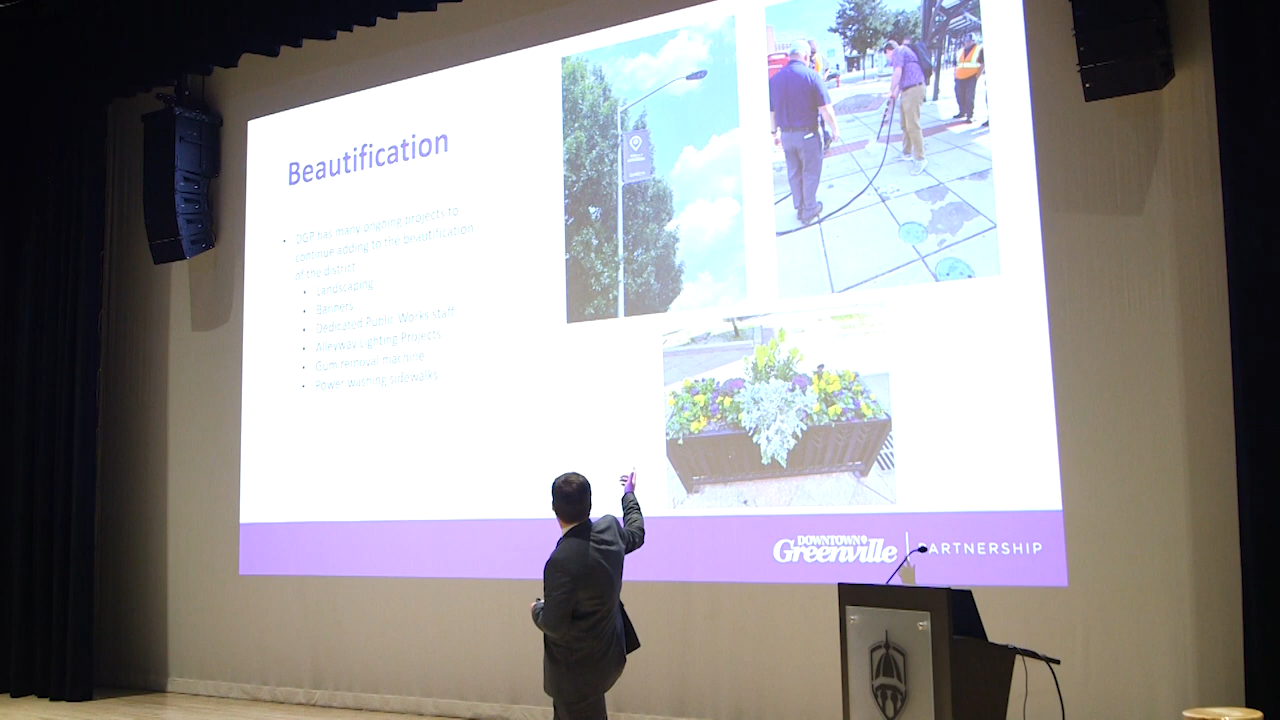 Beautification
• DGP has many ongoing projects to
continue adding to the beautification
of the district
• Landscaping
• Banners
• Dedicated Public Works staff
• Alleyway Lighting Projects
• Gum removal machine
• Power washing sidewalks
DOWNTOWN
Greenville
PARTNERSHIP